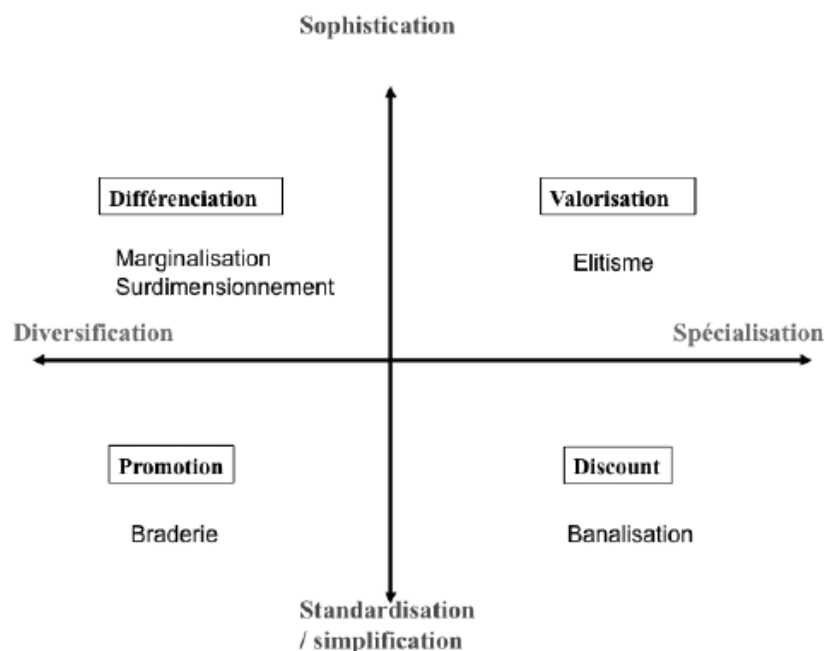 Sophistication
Différenciation
Valorisation
Marginalisation
Surdimensionnement
Elitisme
Diversification
Spécialisation
Promotion
Discount
Braderie
Banalisation
Standardisation
/ simplification